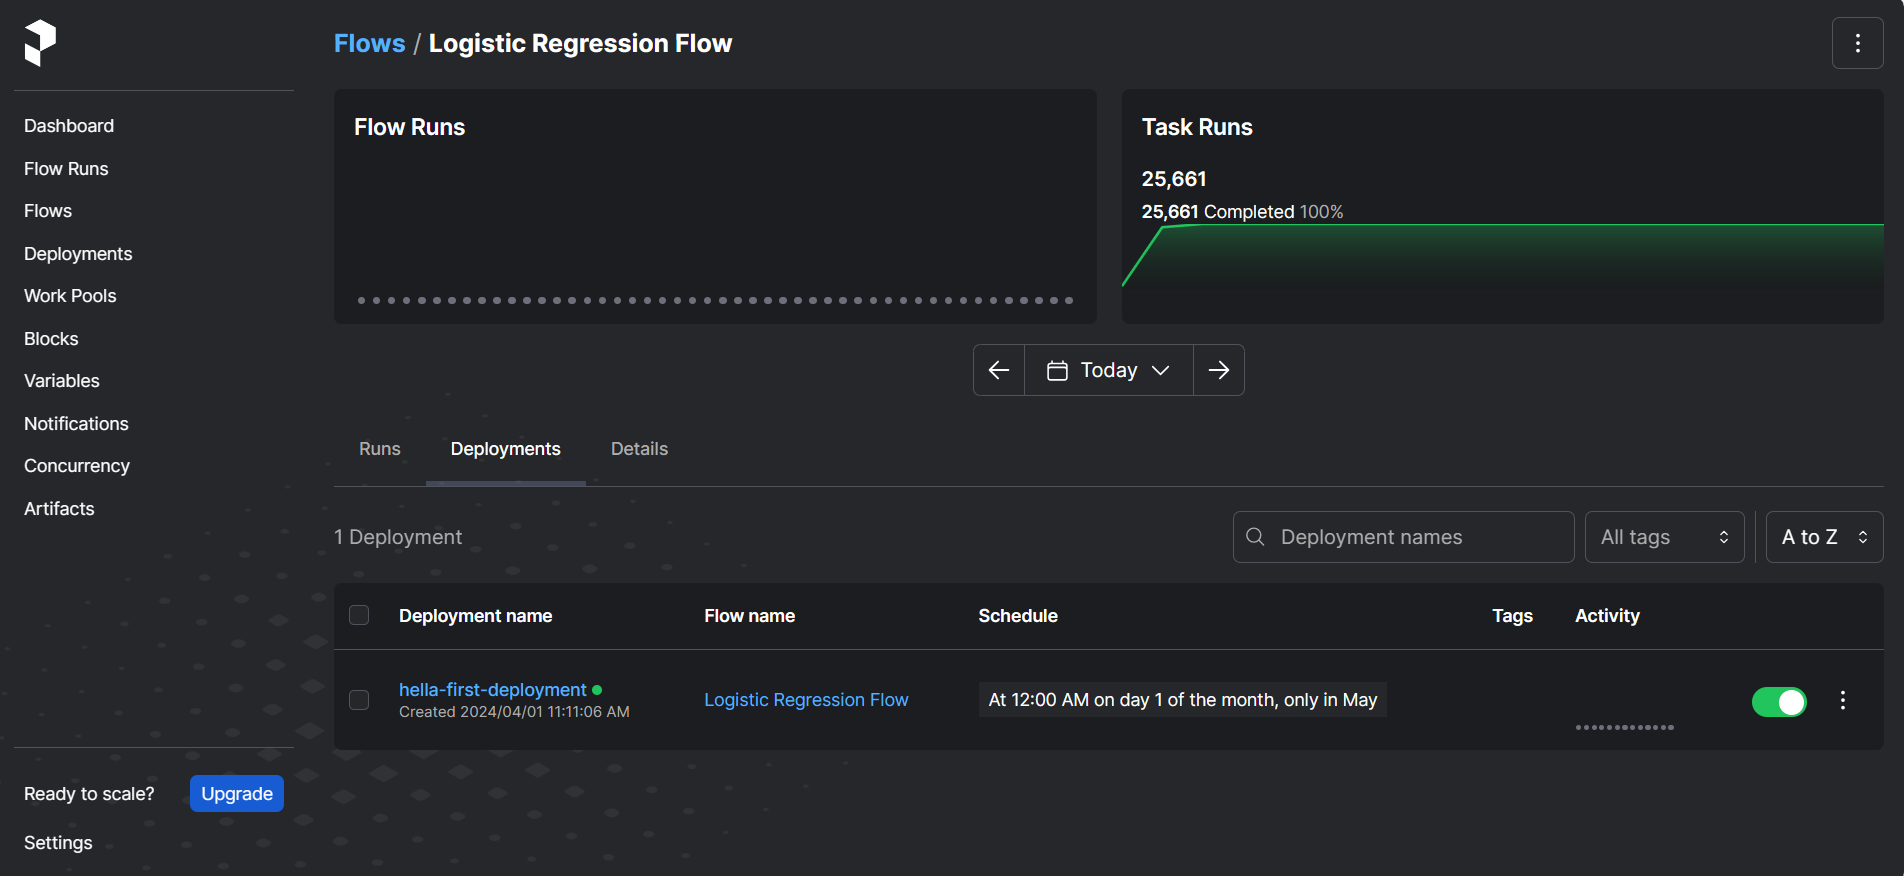 Flows / Logistic Regression Flow
Dashboard
Flow Runs
Flows
Deployments
Work Pools
Blocks
Variables
Notifications
Concurrency
Artifacts
Ready to scale? Upgrade
Settings
Flow Runs
Task Runs
25,661
25,661 Completed 100%
Today
Runs Deployments Details
1 Deployment
Deployment names
All tags
A to Z
Deployment name Flow name Schedule Tags Activity
hella-first-deployment Logistic Regression Flow At 12:00 AM on day 1 of the month, only in May
Created 2024/04/01 11:11:06 AM